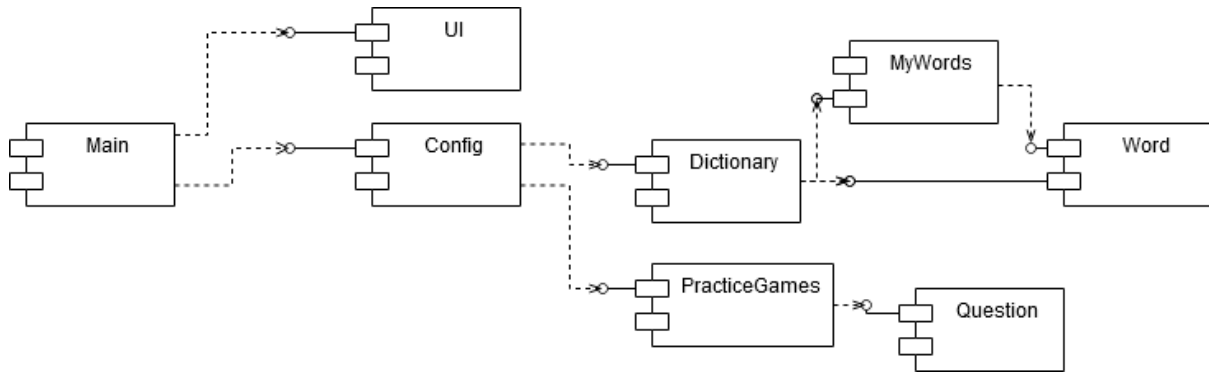 UI
MyWords
Main
Config
Word
Dictionary
PracticeGames
Question